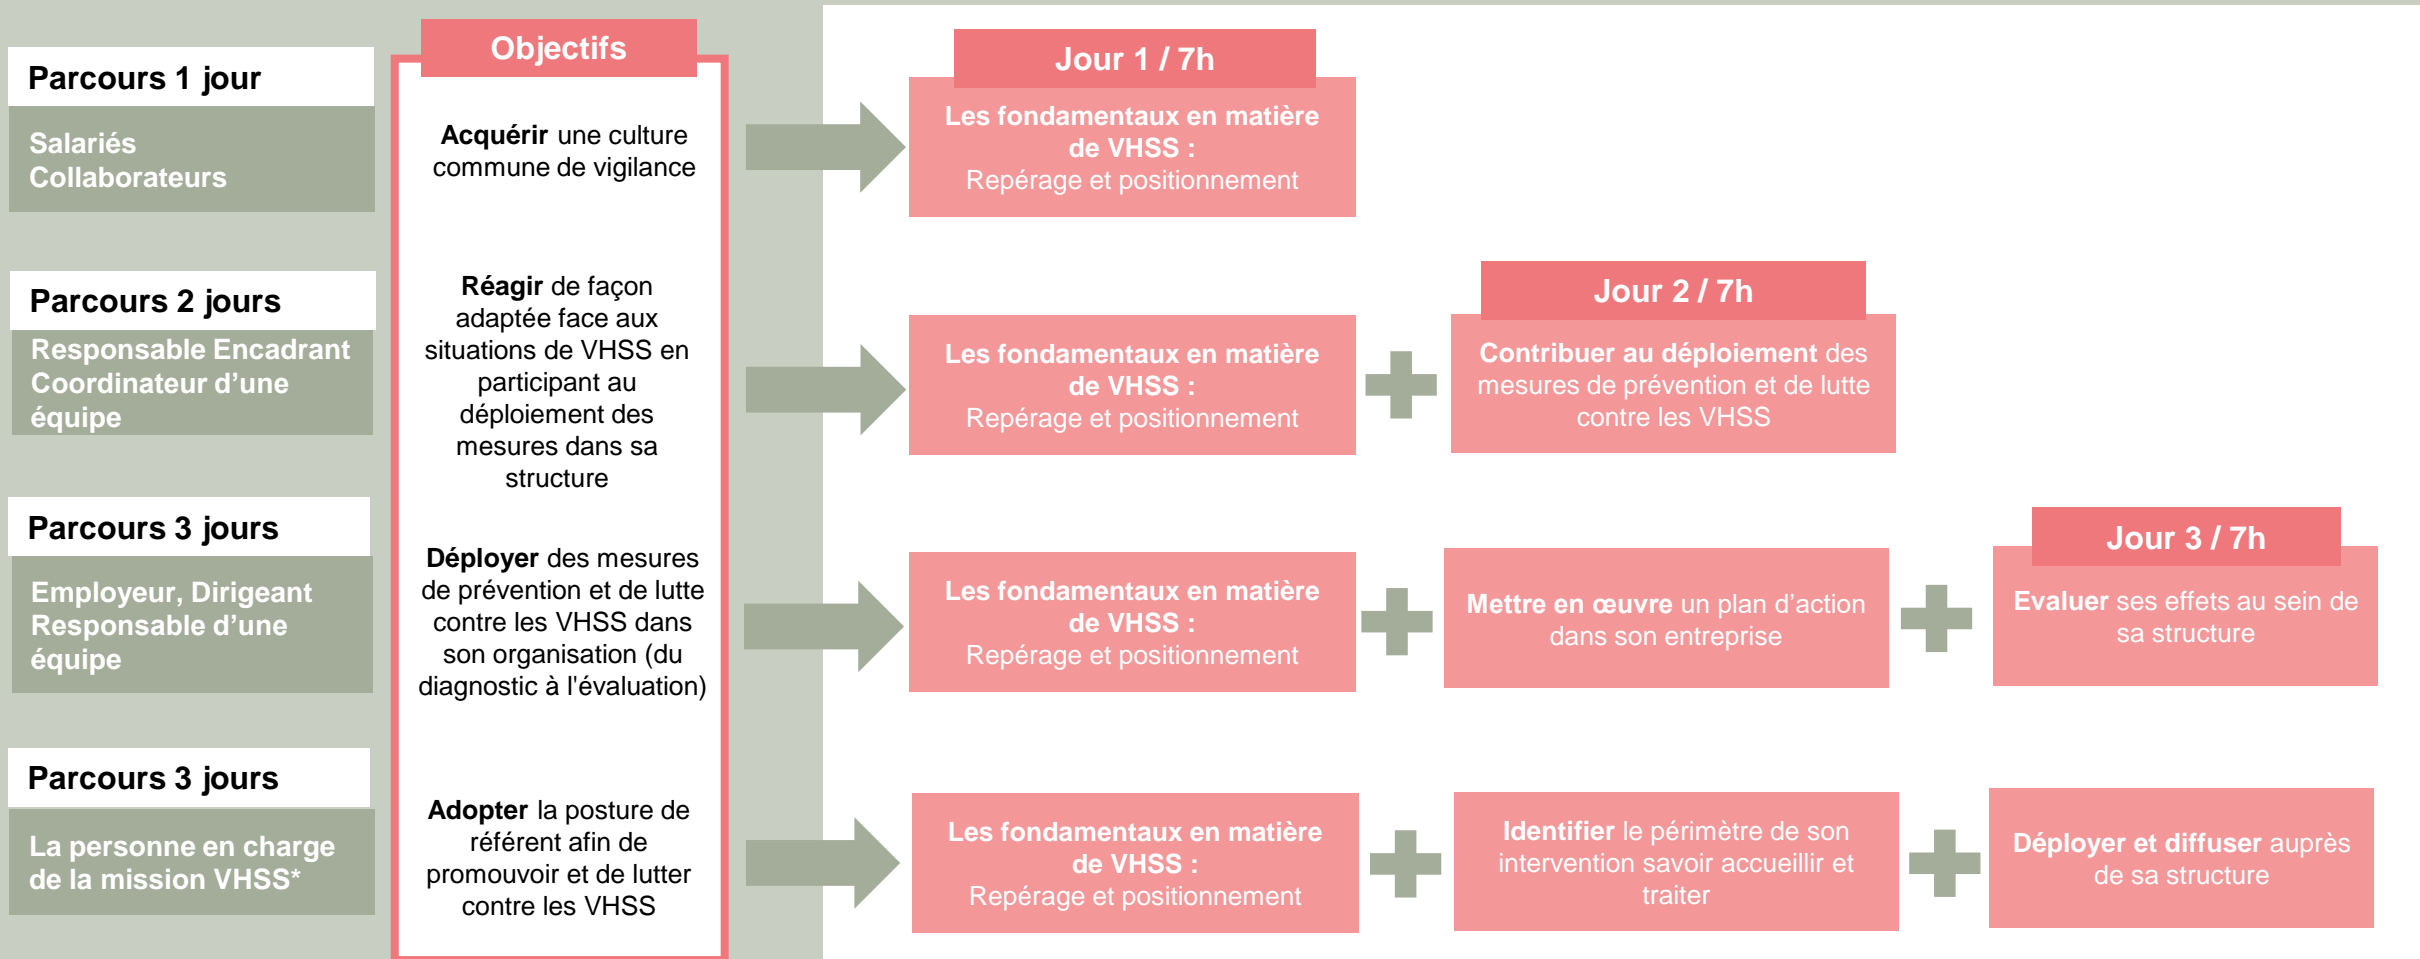 Objectifs
Jour 1 / 7h
Parcours 1 jour
Salariés
Collaborateurs
Acquérir une culture
commune de vigilance
Les fondamentaux en matière
de VHSS :
Repérage et positionnement
Parcours 2 jours
Responsable Encadrant
Coordinateur d’une
équipe
Réagir de façon
adaptée face aux
situations de VHSS en
participant au
déploiement des
mesures dans sa
structure
Les fondamentaux en matière
de VHSS :
Repérage et positionnement
Jour 2 / 7h
Contribuer au déploiement des
mesures de prévention et de lutte
contre les VHSS
Parcours 3 jours
Employeur, Dirigeant
Responsable d’une
équipe
Déployer des mesures
de prévention et de lutte
contre les VHSS dans
son organisation (du
diagnostic à l'évaluation)
Les fondamentaux en matière
de VHSS :
Repérage et positionnement
Mettre en œuvre un plan d’action
dans son entreprise
Jour 3 / 7h
Evaluer ses effets au sein de
sa structure
Parcours 3 jours
La personne en charge
de la mission VHSS*
Adopter la posture de
référent afin de
promouvoir et de lutter
contre les VHSS
Les fondamentaux en matière
de VHSS :
Repérage et positionnement
Identifier le périmètre de son
intervention savoir accueillir et
traiter
Déployer et diffuser auprès
de sa structure